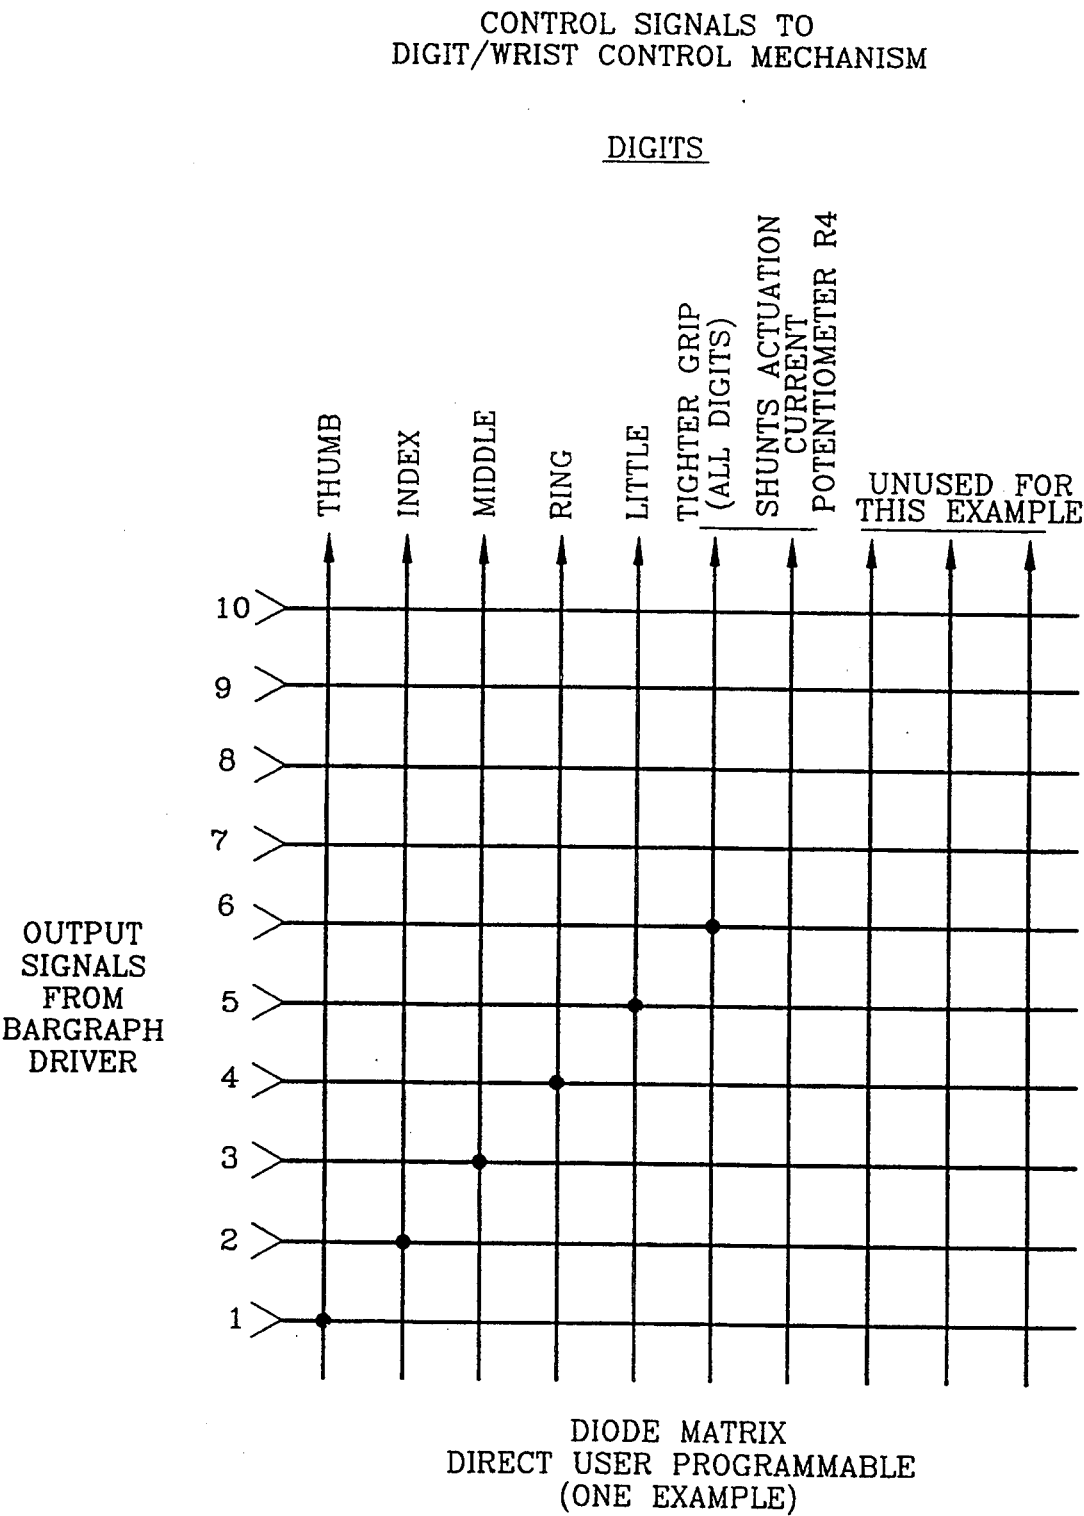 CONTROL SIGNALS TO
DIGIT/WRIST CONTROL MECHANISM
DIGITS
THUMB
INDEX
MIDDLE
RING
LITTLE
TIGHTER GRIP
(ALL DIGITS)
SHUNTS ACTUATION
CURRENT
POTENTIOMETER R4
UNUSED FOR
THIS EXAMPLE
10
9
8
7
6
5
4
3
2
1
OUTPUT
SIGNALS
FROM
BARGRAPH
DRIVER
DIODE MATRIX
DIRECT USER PROGRAMMABLE
(ONE EXAMPLE)